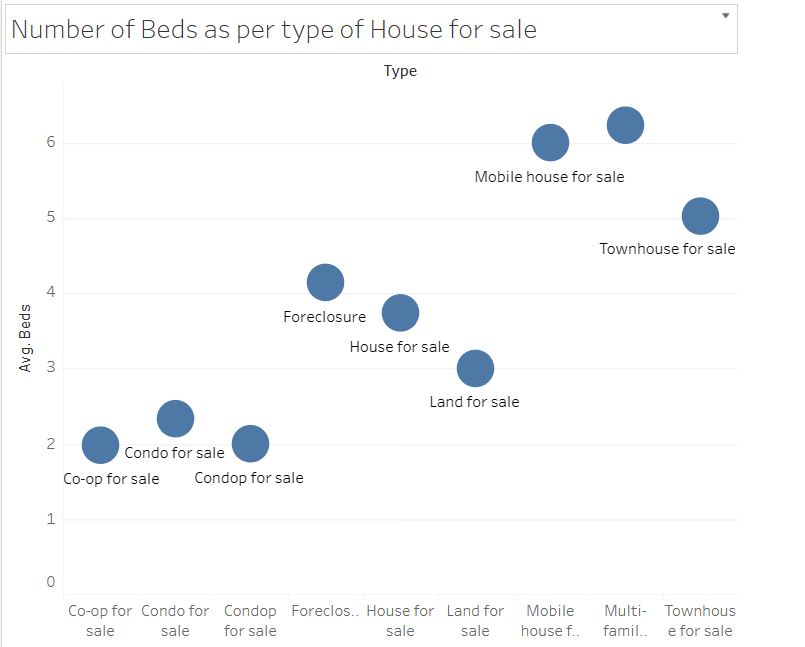 Number of Beds as per type of House for sale
Type
Avg. Beds
6
5
4
3
2
1
0
Mobile house for sale
Townhouse for sale
Foreclosure
House for sale
Land for sale
Condo for sale
Co-op for sale
Condop for sale
Co-op for
sale
Condo for
sale
Condop
for sale
Foreclos..
House for
sale
Land for
sale
Mobile
house f..
Multi-
famil..
Townhous
e for sale